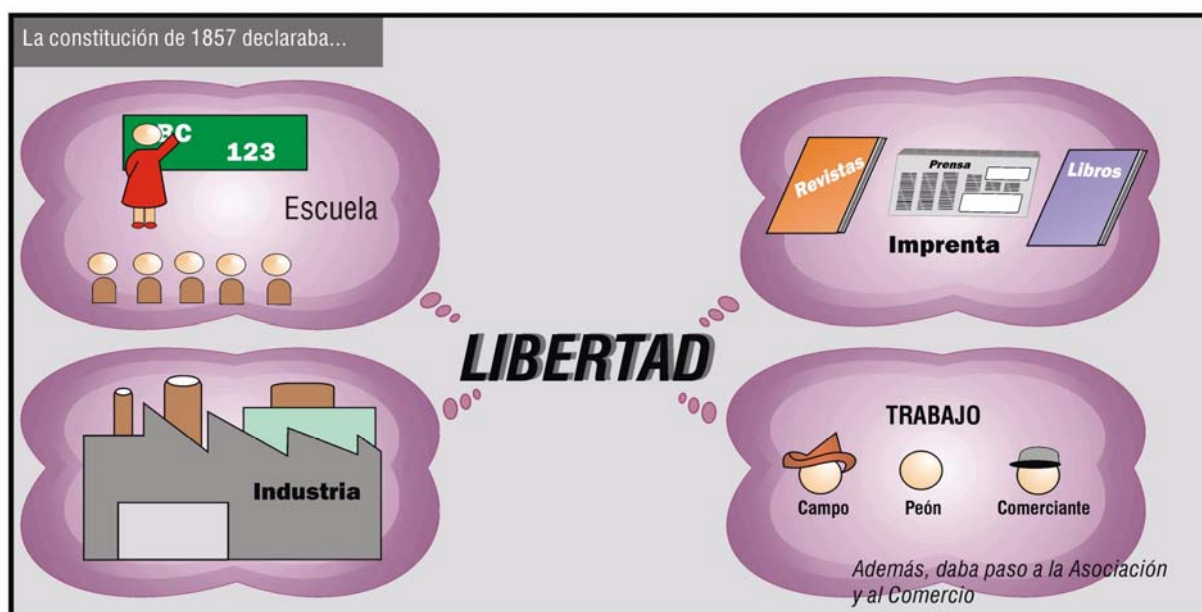 La constitución de 1857 declaraba...
BC
123
Escuela
Revistas
Prensa
Libros
Imprenta
LIBERTAD
Industria
TRABAJO
Campo
Peón
Comerciante
Además, daba paso a la Asociación
y al Comercio